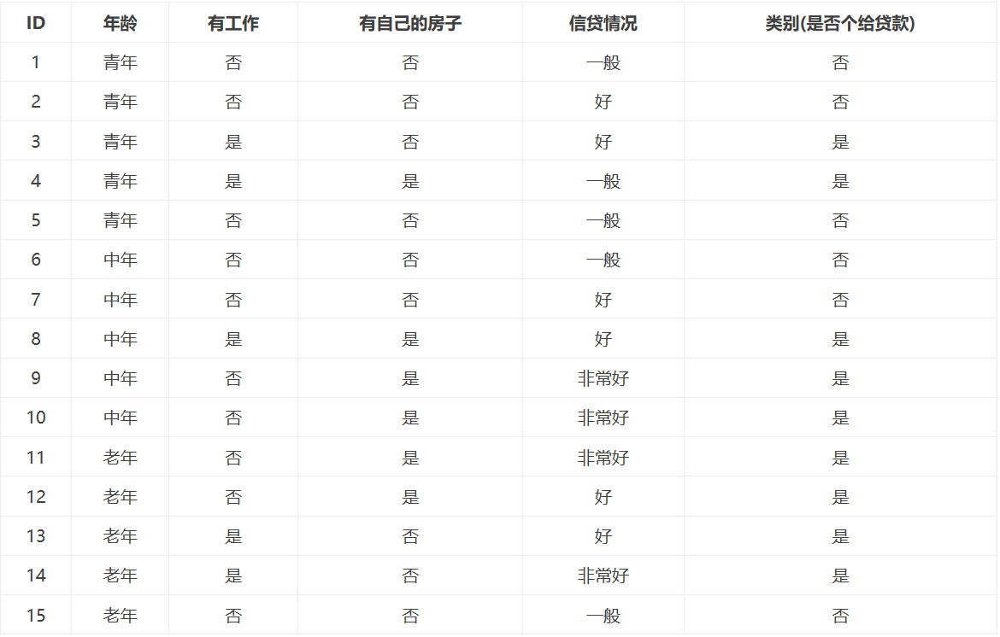 ID 年龄 有工作 有自己的房子 信贷情况 类别(是否个给贷款)
1 青年 否 否 一般 否
2 青年 否 否 好 否
3 青年 是 否 好 是
4 青年 是 是 一般 是
5 青年 否 否 一般 否
6 中年 否 否 一般 否
7 中年 否 否 好 否
8 中年 是 是 好 是
9 中年 否 是 非常好 是
10 中年 否 是 非常好 是
11 老年 否 是 非常好 是
12 老年 否 是 好 是
13 老年 是 否 好 是
14 老年 是 否 非常好 是
15 老年 否 否 一般 否